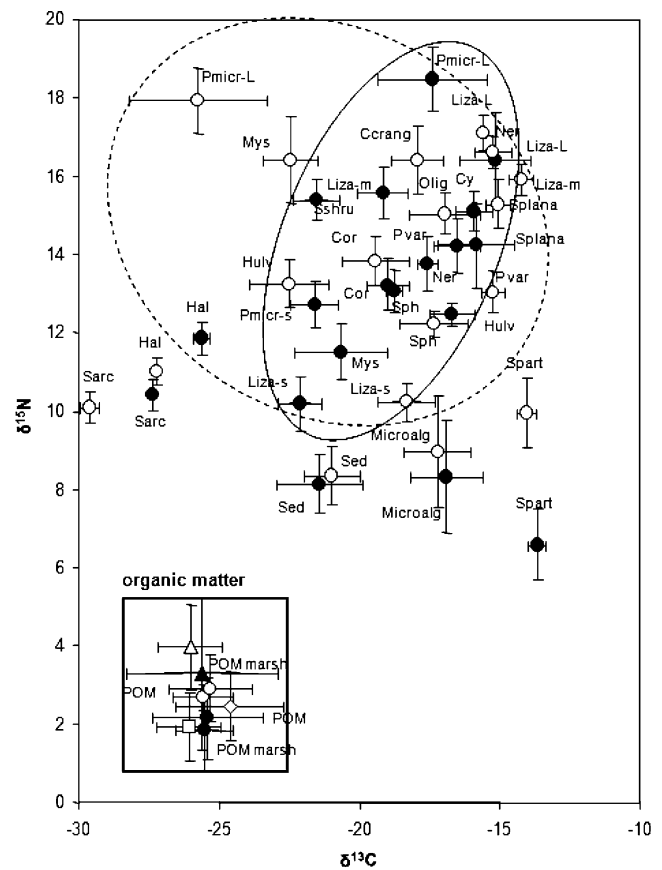 20
Pmicr-L
Pmicr-L
18
Liza-L
Ner
Mys
Ccrang
Liza-L
16
Liza-m
Olig
Cy
Liza-m
Sshru
Splana
Cor
Pvar
Splana
14
Hulv
Ner
Pvar
Cor
Sph
Hal
Pmicr-s
Hulv
12
Hal
Mys
Sph
Spart
Sarc
Liza-s
Liza-s
δ15N
10
Sarc
Microalg
Sed
8
Sed
Microalg
Spart
6
organic matter
4
POM marsh
POM
2
POM
POM marsh
0
-30
-25
-20
-15
-10
δ13C